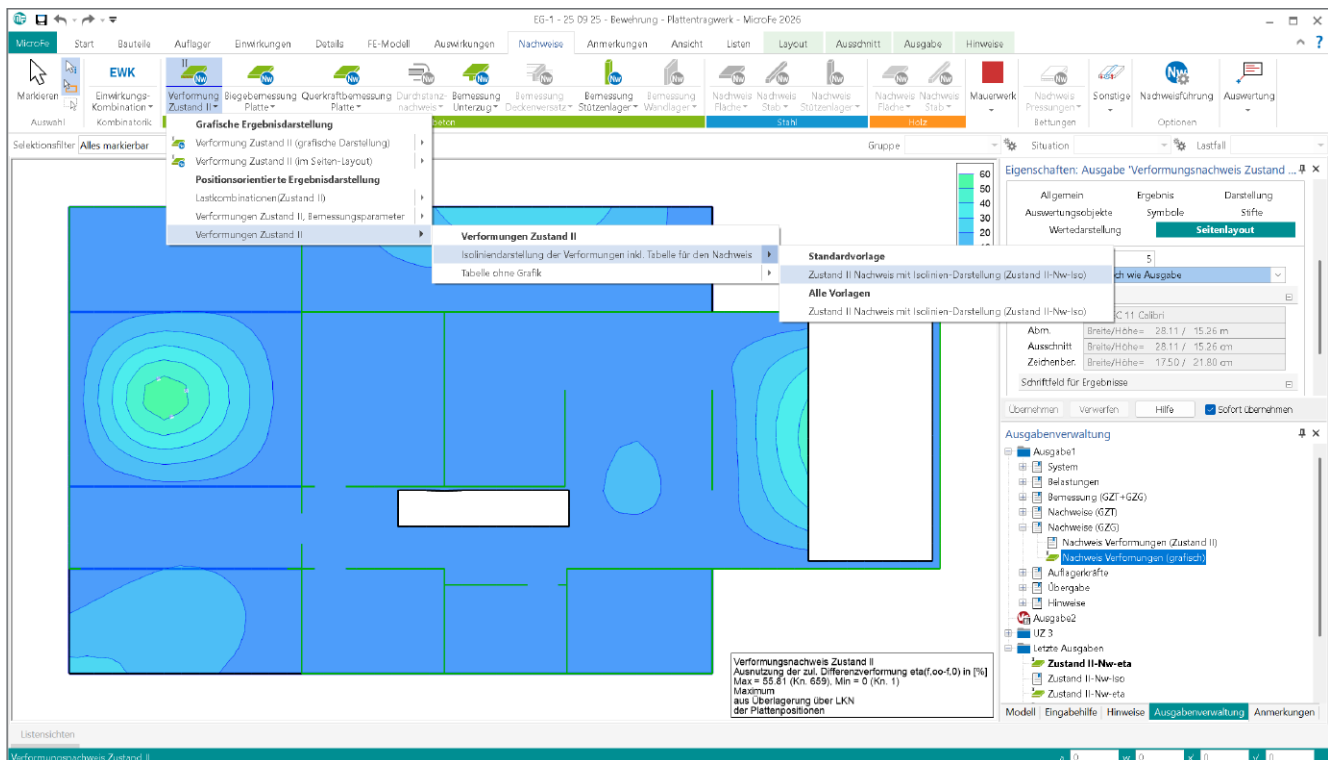 EG-1 - 25 09 25 - Bewehrung - Plattentragwerk - MicroFe 2026
MicroFe Start Bauteile Auflager Einwirkungen Details FE-Modell Auswirkungen Nachweise Anmerkungen Ansicht Listen Layout Ausschnitt Ausgabe Hinweise
Markieren
EWK
Einwirkungs-
Kombination
Verformung
Zustand II
Biegebemessung
Platte
Querkraftbemessung
Platte
Durchstanz-
nachweis
Bemessung
Unterzug
Bemessung
Deckenversatz
Bemessung
Stützenlager
Bemessung
Wandlager
Nachweis
Fläche
Nachweis
Stab
Nachweis
Stützenlager
Nachweis
Fläche
Nachweis
Stab
Mauerwerk
Nachweis
Pressungen
Sonstige
Nachweisführung
Auswertung
Auswahl Kombinatorik Stahl Holz Bettungen Optionen
Selektionsfilter Alles markierbar Gruppe Situation Lastfall
Grafische Ergebnisdarstellung
Verformung Zustand II (grafische Darstellung)
Verformung Zustand II (im Seiten-Layout)
Positionsorientierte Ergebnisdarstellung
Lastkombinationen(Zustand II)
Verformungen Zustand II, Bemessungsparameter
Verformungen Zustand II
Verformungen Zustand II
Isoliniendarstellung der Verformungen inkl. Tabelle für den Nachweis
Tabelle ohne Grafik
Standardvorlage
Zustand II Nachweis mit Isolinien-Darstellung (Zustand II-Nw-Iso)
Alle Vorlagen
Zustand II Nachweis mit Isolinien-Darstellung (Zustand II-Nw-Iso)
60
50
40
30
20
Verformungsnachweis Zustand II
Ausnutzung der zul. Differenzverformung eta(f.oo-f.0) in [%]
Max = 55.81 (Kn. 659), Min = 0 (Kn. 1)
Maximum
aus Überlagerung über LKN
der Plattenpositionen
Eigenschaften: Ausgabe 'Verformungsnachweis Zustand ...
Allgemein Ergebnis Darstellung
Auswertungsobjekte Symbole Stifte
Wertedarstellung Seitenlayout
5
ch wie Ausgabe
11 Calibri
Abm. Breite/Höhe= 28.11 / 15.26 m
Ausschnitt Breite/Höhe= 28.11 / 15.26 cm
Zeichenber. Breite/Höhe= 17.50 / 21.80 cm
Schriftfeld für Ergebnisse
Übernehmen Verwerfen Hilfe Sofort übernehmen
Ausgabenverwaltung
Ausgabe1
System
Belastungen
Bemessung (GZT+GZG)
Nachweise (GZT)
Nachweise (GZG)
Nachweis Verformungen (Zustand II)
Nachweis Verformungen (grafisch)
Auflagerkräfte
Übergabe
Hinweise
Ausgabe2
UZ 3
Letzte Ausgaben
Zustand II-Nw-eta
Zustand II-Nw-Iso
Zustand II-Nw-eta
Modell Eingabehilfe Hinweise Ausgabenverwaltung Anmerkungen
Listensichten
Verformungsnachweis Zustand II